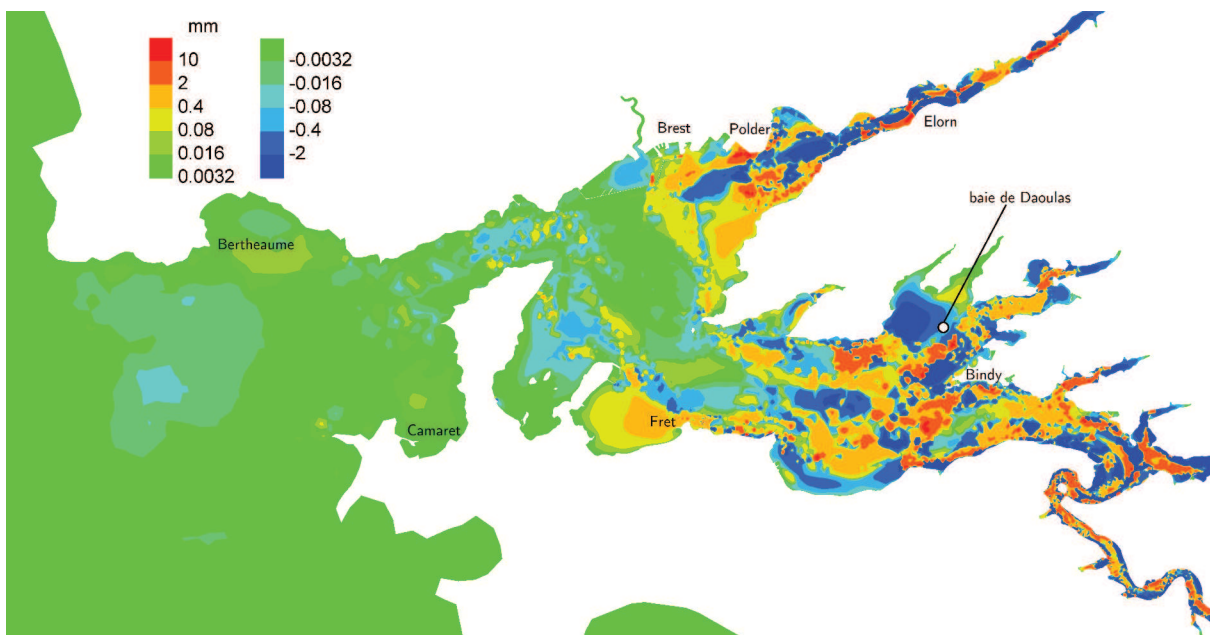 mm
10
2
0.4
0.08
0.016
0.0032
-0.0032
-0.016
-0.08
-0.4
-2
Brest
Polder
Elorn
baie de Daoulas
Bertheaume
Bindy
Fret
Camaret